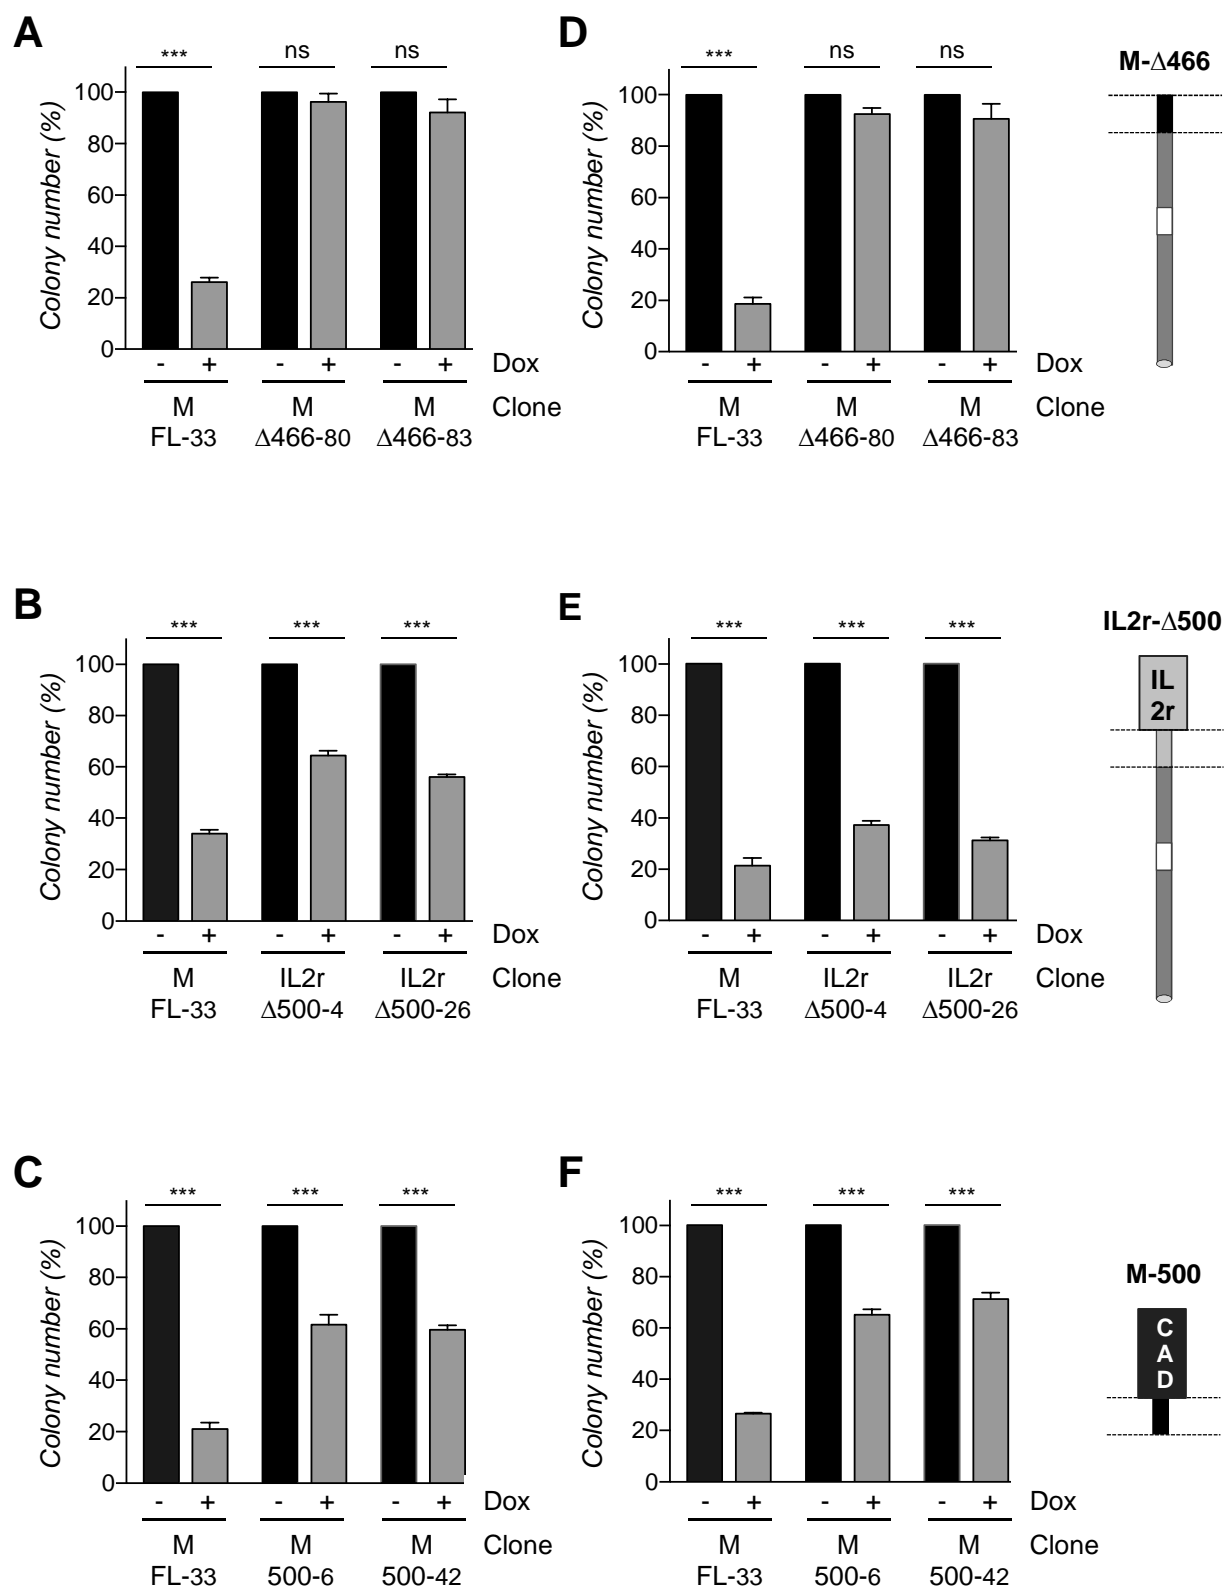 A
*** ns ns
Colony number (%)
100
80
60
40
20
0
- + - + - + Dox
M M M Clone
FL-33 Δ466-80 Δ466-83
D
*** ns ns
Colony number (%)
100
80
60
40
20
0
- + - + - + Dox
M M M Clone
FL-33 Δ466-80 Δ466-83
M-Δ466
B
*** *** ***
Colony number (%)
100
80
60
40
20
0
- + - + - + Dox
M IL2r IL2r Clone
FL-33 Δ500-4 Δ500-26
E
*** *** ***
Colony number (%)
100
80
60
40
20
0
- + - + - + Dox
M IL2r IL2r Clone
FL-33 Δ500-4 Δ500-26
IL2r-Δ500
IL
2r
C
*** *** ***
Colony number (%)
100
80
60
40
20
0
- + - + - + Dox
M M M Clone
FL-33 500-6 500-42
F
*** *** ***
Colony number (%)
100
80
60
40
20
0
- + - + - + Dox
M M M Clone
FL-33 500-6 500-42
M-500
C
A
D